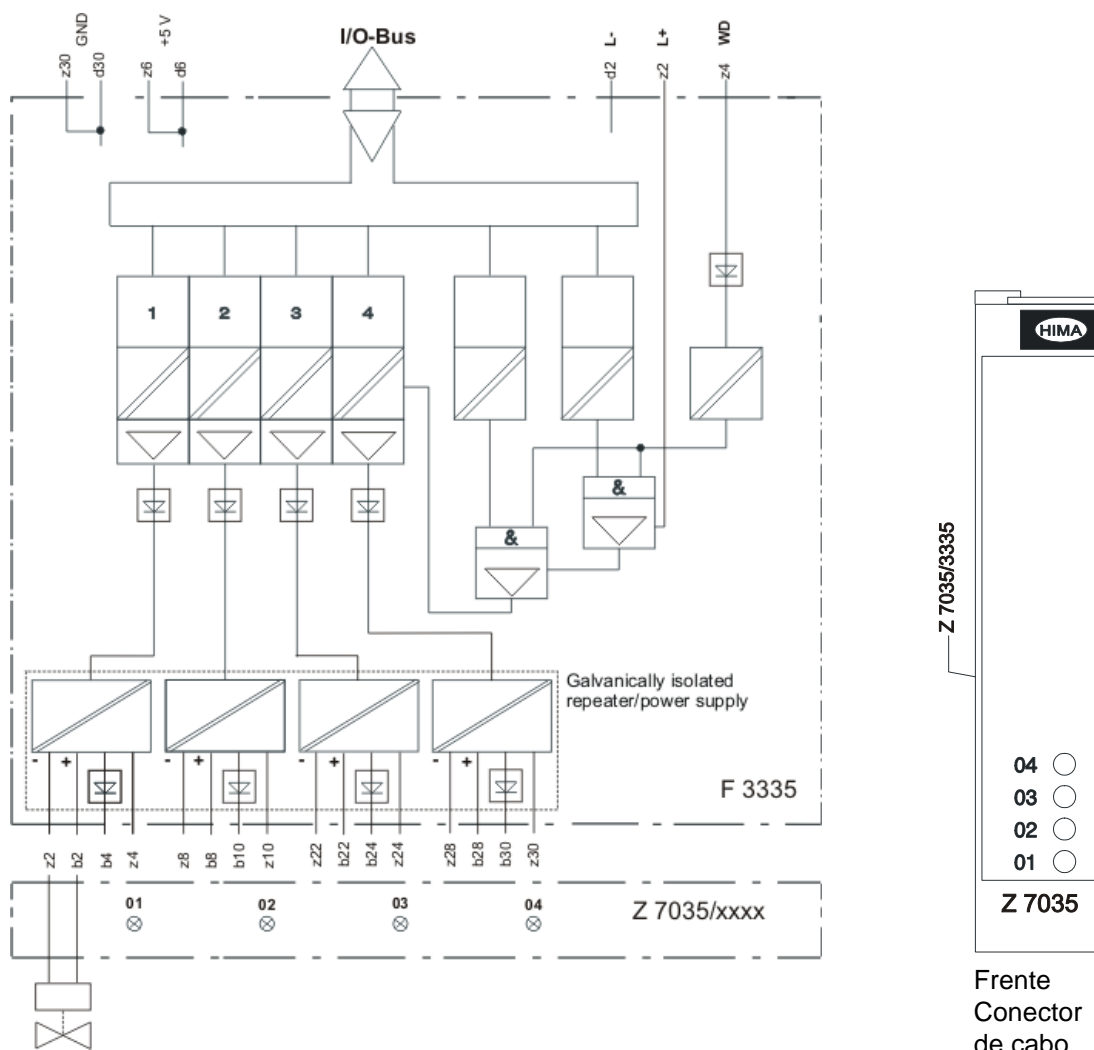 GND
+5 V
z30
d30
z6
d6
I/O-Bus
L-
d2
L+
z2
WD
z4
1 2 3 4
&
&
HIMA
Z 7035/3335
Galvanically isolated
repeater/power supply
- + - + - + - +
F 3335
z2 b2 b4 z4 z8 b8 b10 z10 z22 b22 b24 z24 z28 b28 b30 z30
01 02 03 04
Z 7035/xxxx
04
03
02
01
Z 7035
Frente
Conector
de cabo